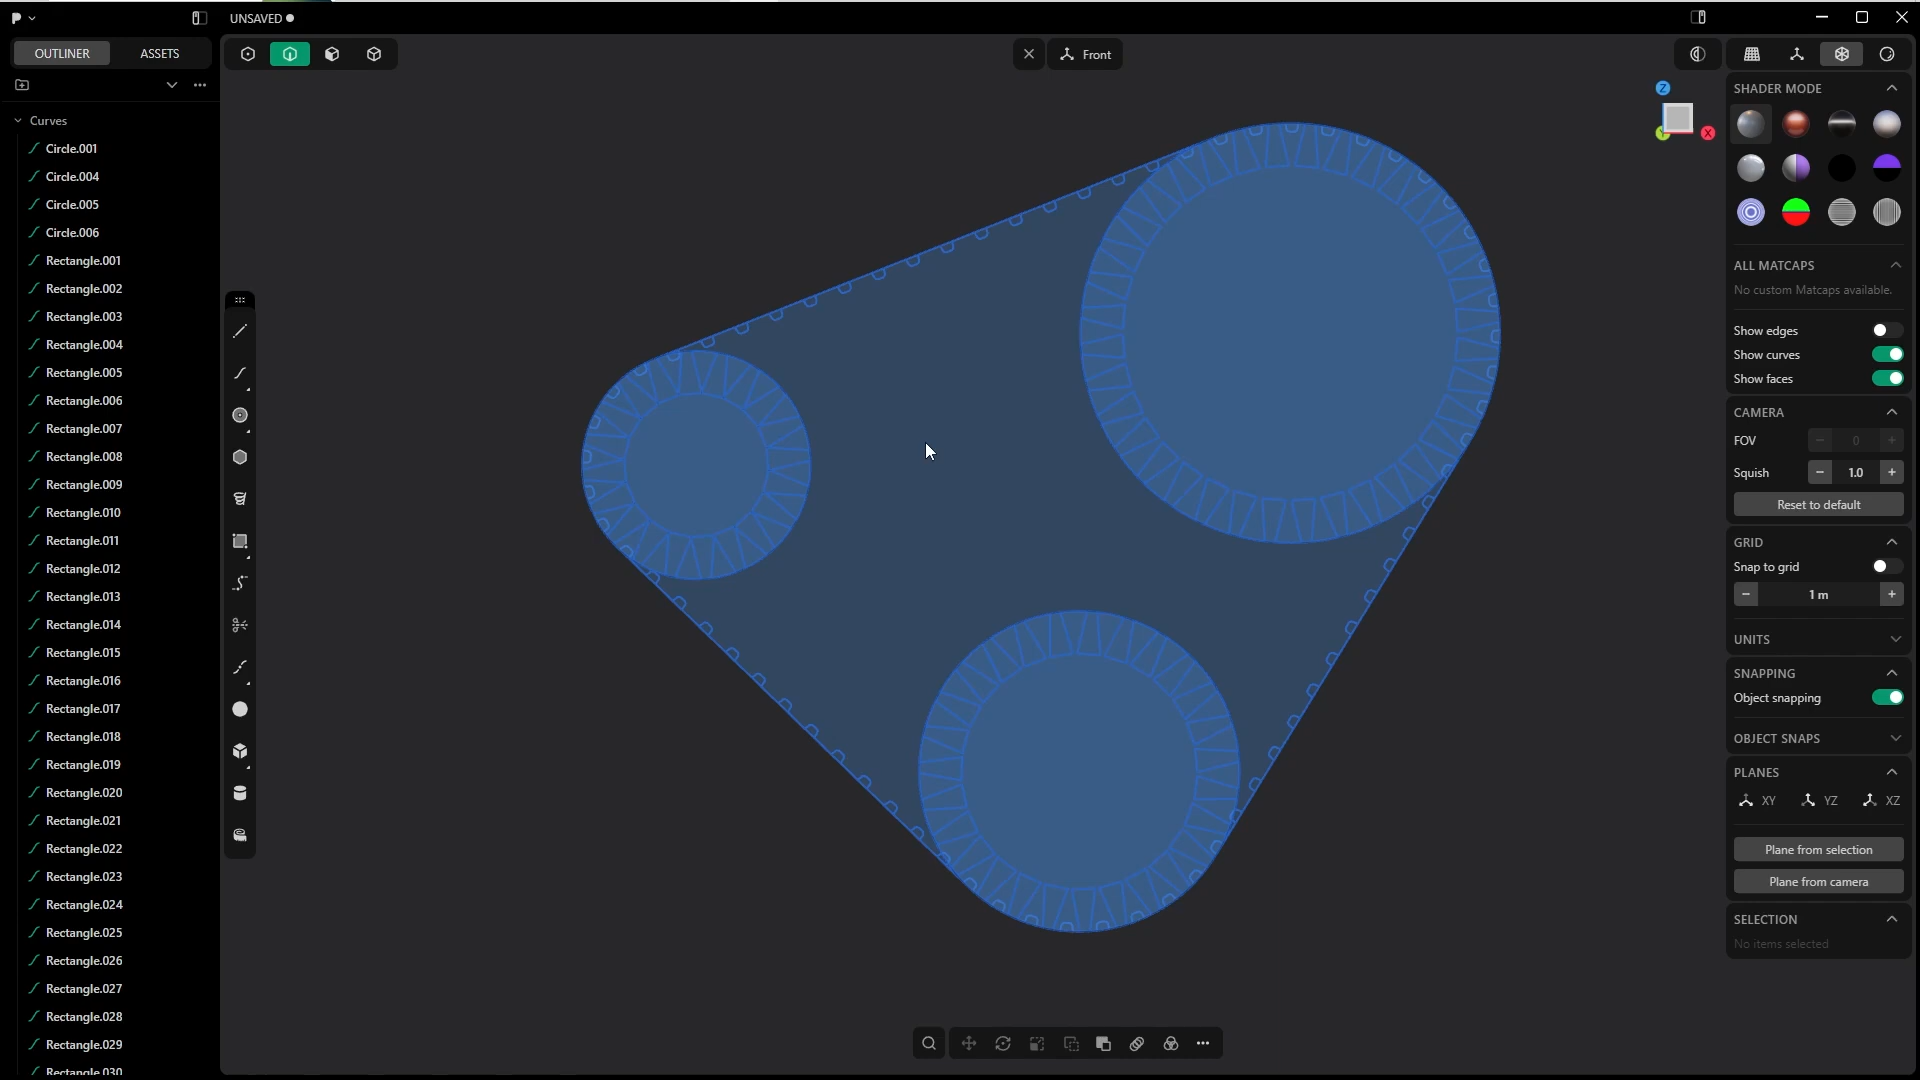 UNSAVED
OUTLINER
ASSETS
Front
Curves
Circle.001
Circle.004
Circle.005
Circle.006
Rectangle.001
Rectangle.002
Rectangle.003
Rectangle.004
Rectangle.005
Rectangle.006
Rectangle.007
Rectangle.008
Rectangle.009
Rectangle.010
Rectangle.011
Rectangle.012
Rectangle.013
Rectangle.014
Rectangle.015
Rectangle.016
Rectangle.017
Rectangle.018
Rectangle.019
Rectangle.020
Rectangle.021
Rectangle.022
Rectangle.023
Rectangle.024
Rectangle.025
Rectangle.026
Rectangle.027
Rectangle.028
Rectangle.029
Rectangle.030
Z
Y
X
SHADER MODE
ALL MATCAPS
No custom Matcaps available.
Show edges
Show curves
Show faces
CAMERA
FOV − 0 +
Squish − 1.0 +
Reset to default
GRID
Snap to grid
− 1 m +
UNITS
SNAPPING
Object snapping
OBJECT SNAPS
PLANES
XY YZ XZ
Plane from selection
Plane from camera
SELECTION
No items selected